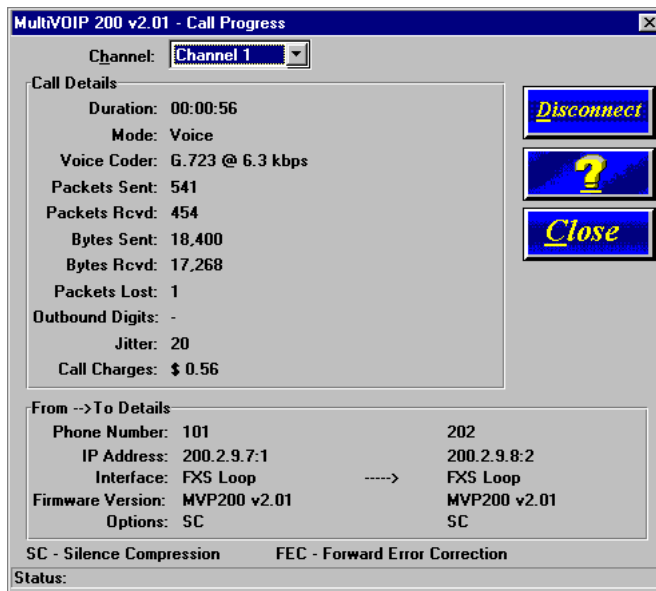 MultiVOIP 200 v2.01 - Call Progress
Channel: Channel 1
Call Details
Duration: 00:00:56
Mode: Voice
Voice Coder: G.723 @ 6.3 kbps
Packets Sent: 541
Packets Rcvd: 454
Bytes Sent: 18,400
Bytes Rcvd: 17,268
Packets Lost: 1
Outbound Digits: -
Jitter: 20
Call Charges: $ 0.56
Disconnect
?
Close
From -->To Details
Phone Number: 101 202
IP Address: 200.2.9.7:1 200.2.9.8:2
Interface: FXS Loop -----> FXS Loop
Firmware Version: MVP200 v2.01 MVP200 v2.01
Options: SC SC
SC - Silence Compression FEC - Forward Error Correction
Status: